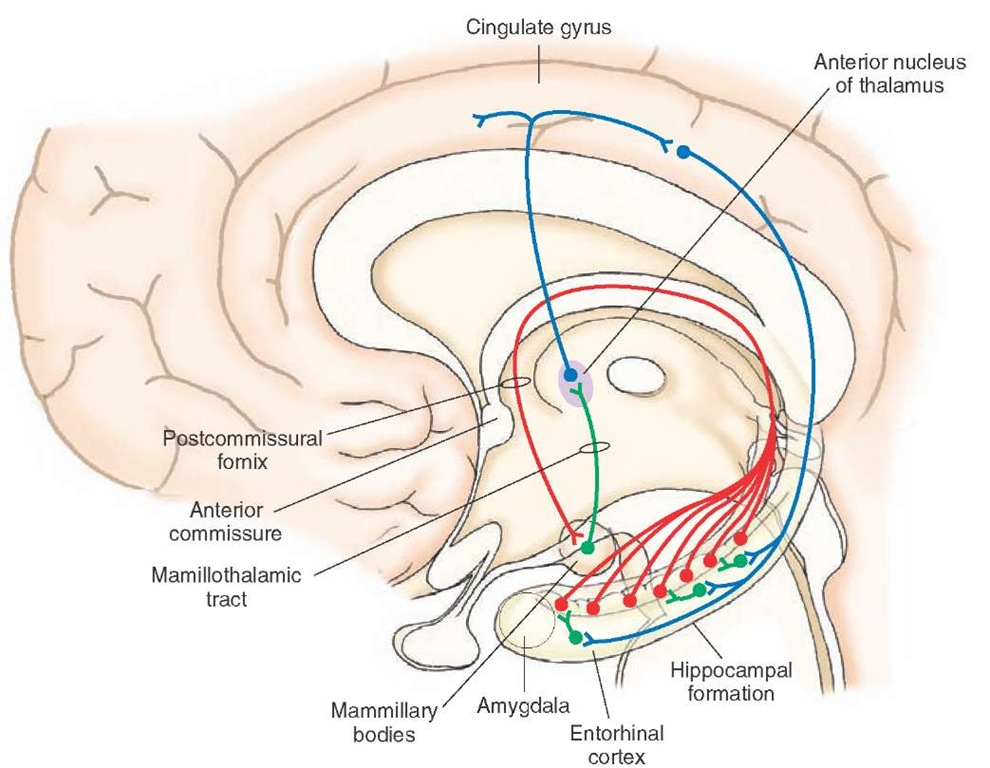 Cingulate gyrus
Anterior nucleus
of thalamus
Postcommissural
fornix
Anterior
commissure
Mamillothalamic
tract
Mammillary
bodies
Amygdala
Entorhinal
cortex
Hippocampal
formation